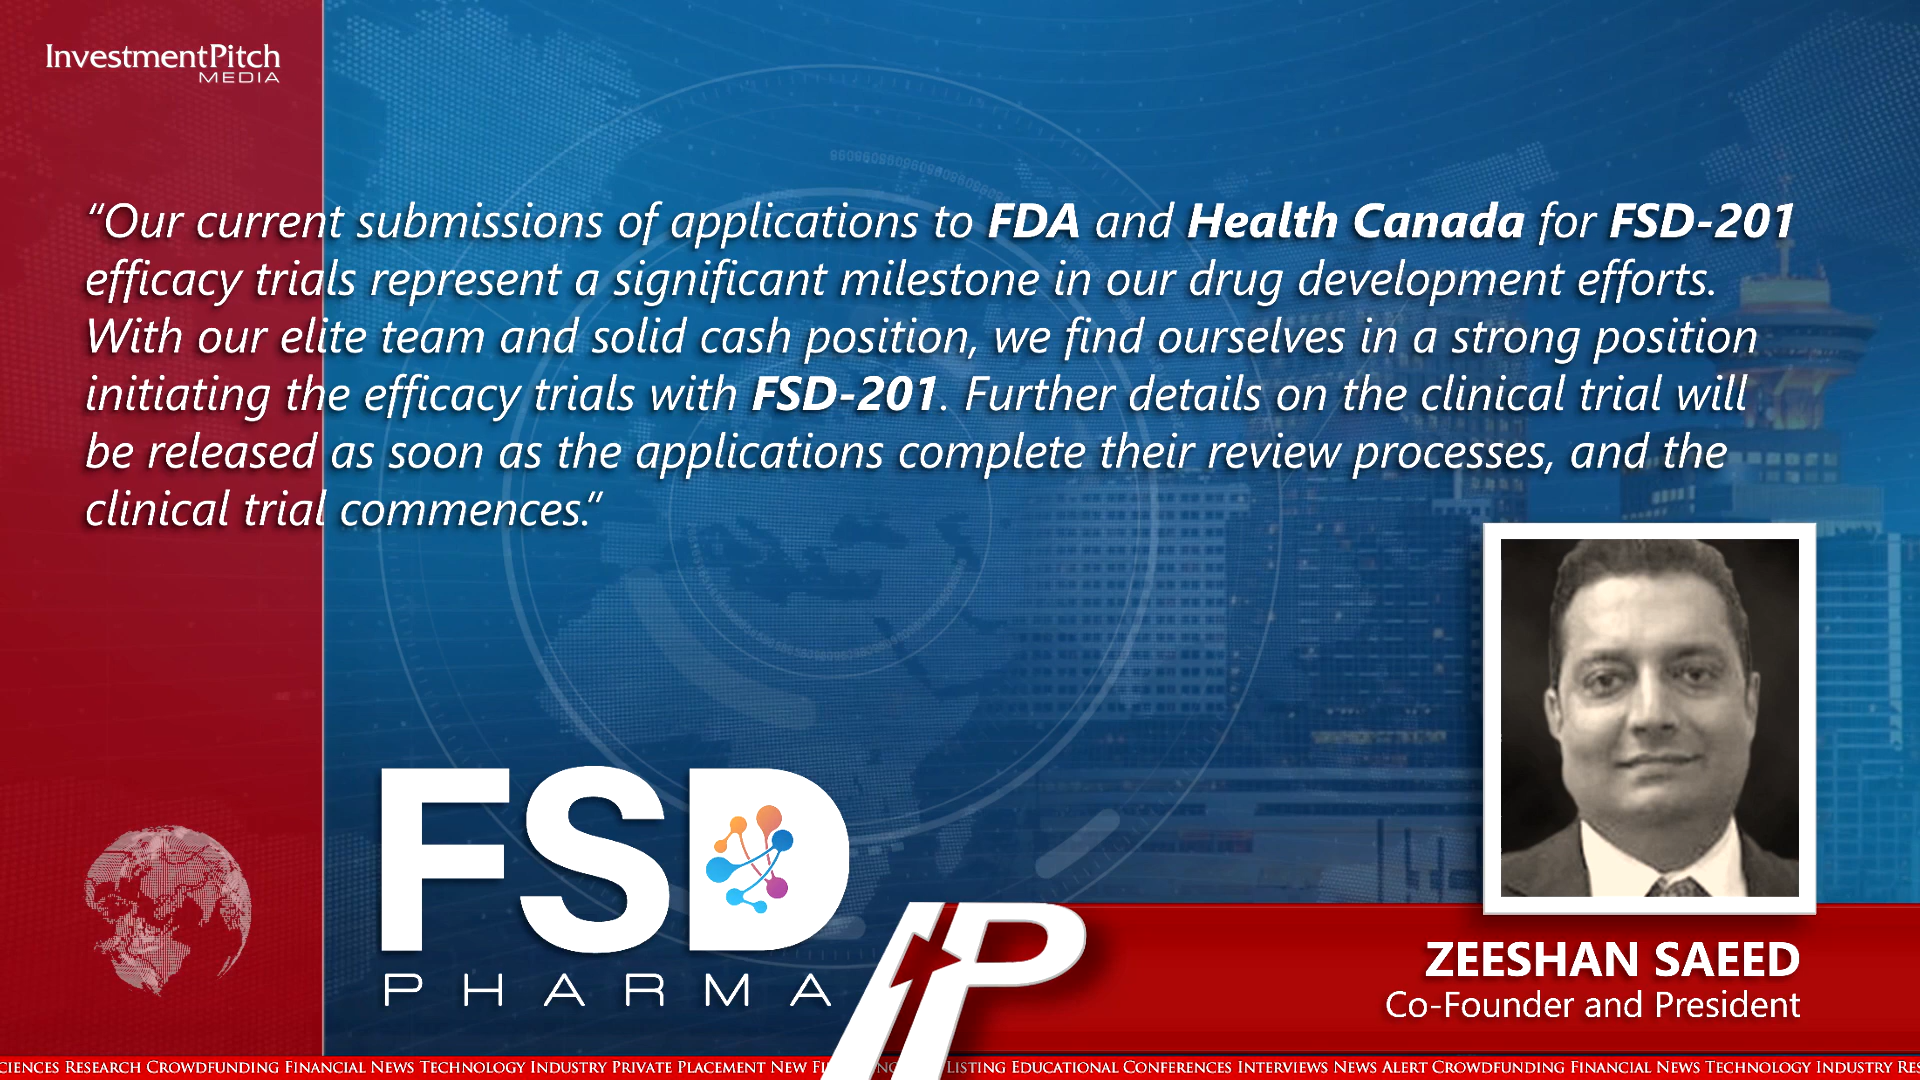 InvestmentPitch
MEDIA
“Our current submissions of applications to FDA and Health Canada for FSD-201
efficacy trials represent a significant milestone in our drug development efforts.
With our elite team and solid cash position, we find ourselves in a strong position
initiating the efficacy trials with FSD-201. Further details on the clinical trial will
be released as soon as the applications complete their review processes, and the
clinical trial commences.“
FSD
PHARMA
IP
ZEESHAN SAEED
Co-Founder and President
SCIENCES RESEARCH CROWDFUNDING FINANCIAL NEWS TECHNOLOGY INDUSTRY PRIVATE PLACEMENT NEW LISTING EDUCATIONAL CONFERENCES INTERVIEWS NEWS ALERT CROWDFUNDING FINANCIAL NEWS TECHNOLOGY INDUSTRY